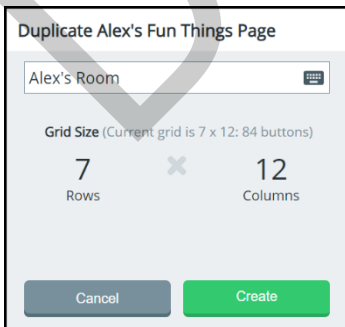 Duplicate Alex's Fun Things Page
Alex's Room
Grid Size (Current grid is 7 x 12: 84 buttons)
7 × 12
Rows Columns
Cancel Create